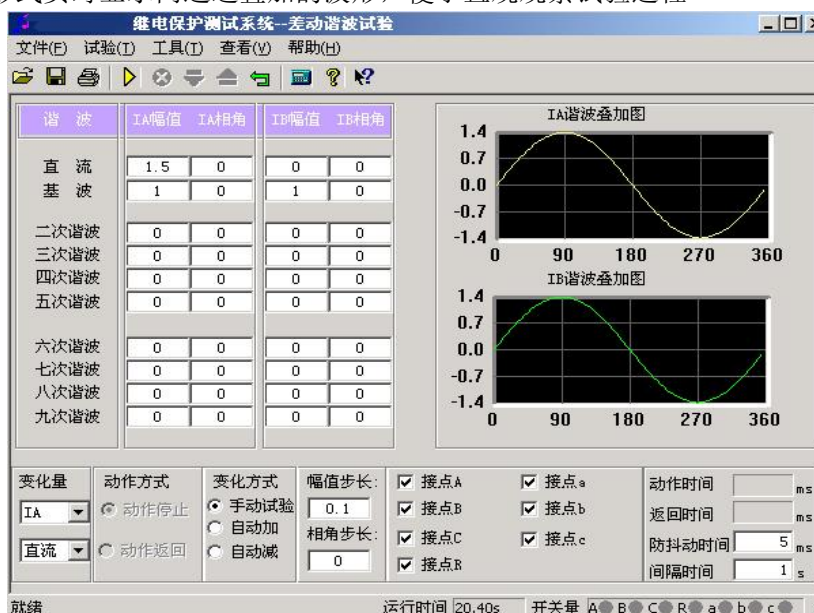 继电保护测试系统--差动谐波试验
文件(F) 试验(T) 工具(T) 查看(V) 帮助(H)
谐 波 IA幅值 IA相角 IB幅值 IB相角
直 流 1.5 0 0 0
基 波 1 0 1 0
二次谐波 0 0 0 0
三次谐波 0 0 0 0
四次谐波 0 0 0 0
五次谐波 0 0 0 0
六次谐波 0 0 0 0
七次谐波 0 0 0 0
八次谐波 0 0 0 0
九次谐波 0 0 0 0
IA谐波叠加图
1.4
0.7
0.0
-0.7
-1.4
0 90 180 270 360
IB谐波叠加图
1.4
0.7
0.0
-0.7
-1.4
0 90 180 270 360
变化量
IA
直流
动作方式
动作停止
动作返回
变化方式
手动试验
自动加
自动减
幅值步长:
0.1
相角步长:
0
接点A 接点a
接点B 接点b
接点C 接点c
接点R
动作时间 ms
返回时间 ms
防抖动时间 5 ms
间隔时间 1 s
就绪 运行时间 20.40s 开关量 A B C R a b c